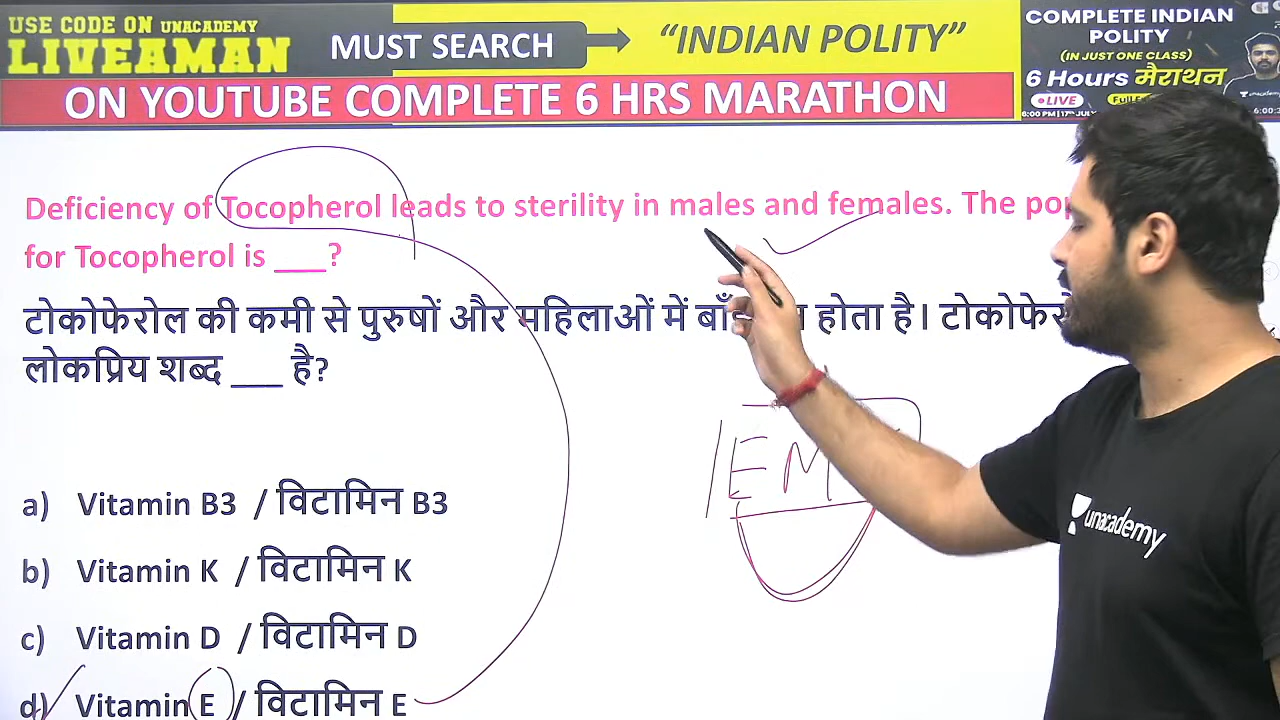 USE CODE ON UNACADEMY
LIVEAMAN
MUST SEARCH
"INDIAN POLITY"
ON YOUTUBE COMPLETE 6 HRS MARATHON
COMPLETE INDIAN
POLITY
(IN JUST ONE CLASS)
6 Hours मैराथन
LIVE
Deficiency of Tocopherol leads to sterility in males and females. The
for Tocopherol is ___?
टोकोफेरोल की कमी से पुरुषों और महिलाओं में होता है।
लोकप्रिय शब्द ___ है?
EM
a) Vitamin B3 / विटामिन B3
b) Vitamin K / विटामिन K
c) Vitamin D / विटामिन D
d) Vitamin E / विटामिन E
unacademy